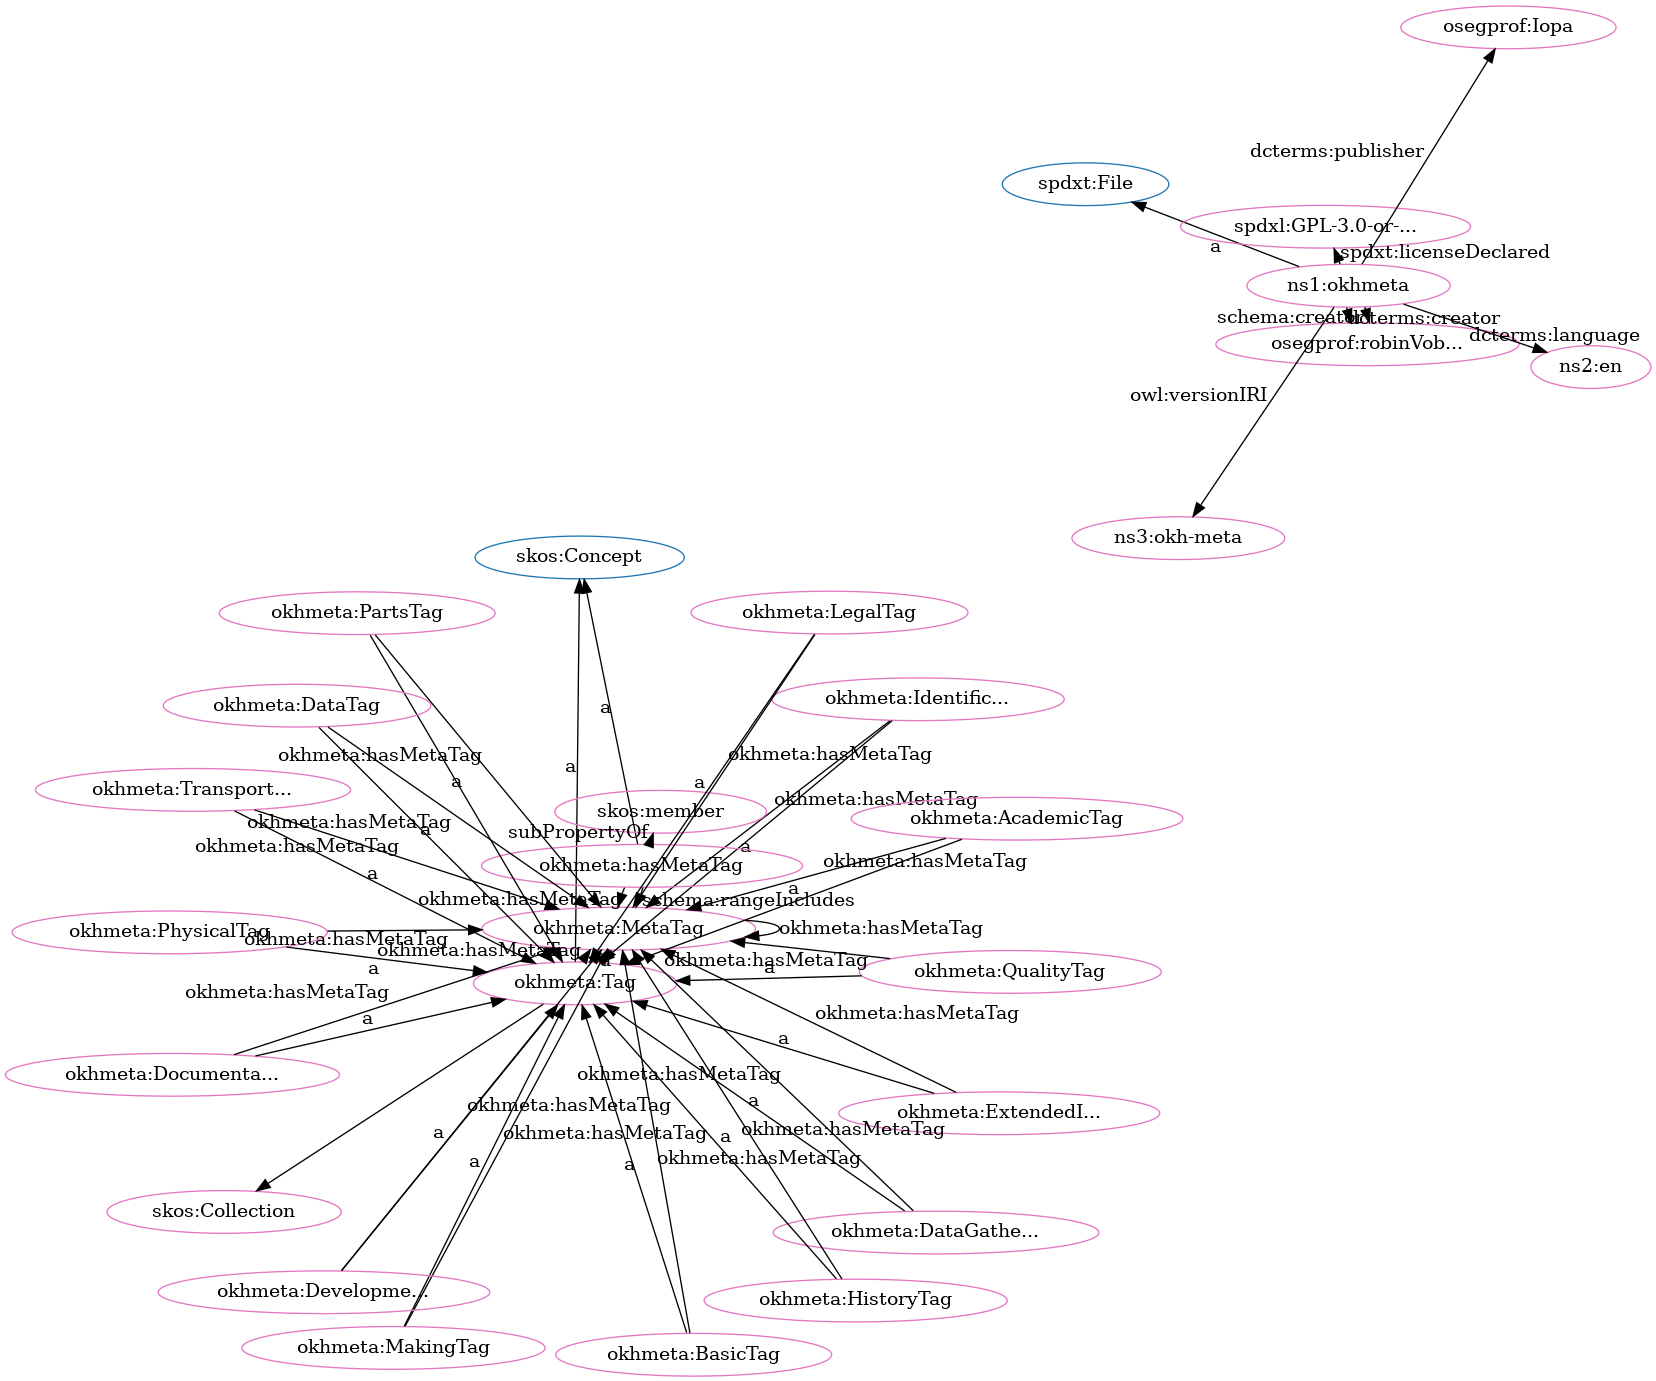 osegprof:Iopa
dcterms:publisher
spdxt:File
spdxl:GPL-3.0-or-...
a
spdxt:licenseDeclared
ns1:okhmeta
schema:creator
dcterms:creator
dcterms:language
osegprof:robinVob...
ns2:en
owl:versionIRI
ns3:okh-meta
skos:Concept
okhmeta:PartsTag
okhmeta:LegalTag
okhmeta:DataTag
okhmeta:Identific...
a
okhmeta:hasMetaTag
okhmeta:hasMetaTag
a
a
a
okhmeta:Transport...
okhmeta:hasMetaTag
skos:member
okhmeta:AcademicTag
okhmeta:hasMetaTag
a
subPropertyOf
okhmeta:hasMetaTag
a
okhmeta:hasMetaTag
okhmeta:hasMetaTag
a
a
okhmeta:hasMetaTag
schema:rangeIncludes
okhmeta:PhysicalTag
okhmeta:MetaTag
okhmeta:hasMetaTag
okhmeta:hasMetaTag
okhmeta:hasMetaTag
a
okhmeta:hasMetaTag
a
a
okhmeta:QualityTag
okhmeta:Tag
okhmeta:hasMetaTag
okhmeta:hasMetaTag
a
a
okhmeta:Documenta...
okhmeta:hasMetaTag
okhmeta:hasMetaTag
a
okhmeta:ExtendedI...
a
okhmeta:hasMetaTag
okhmeta:hasMetaTag
a
a
a
okhmeta:hasMetaTag
skos:Collection
okhmeta:DataGathe...
okhmeta:Developme...
okhmeta:HistoryTag
okhmeta:MakingTag
okhmeta:BasicTag